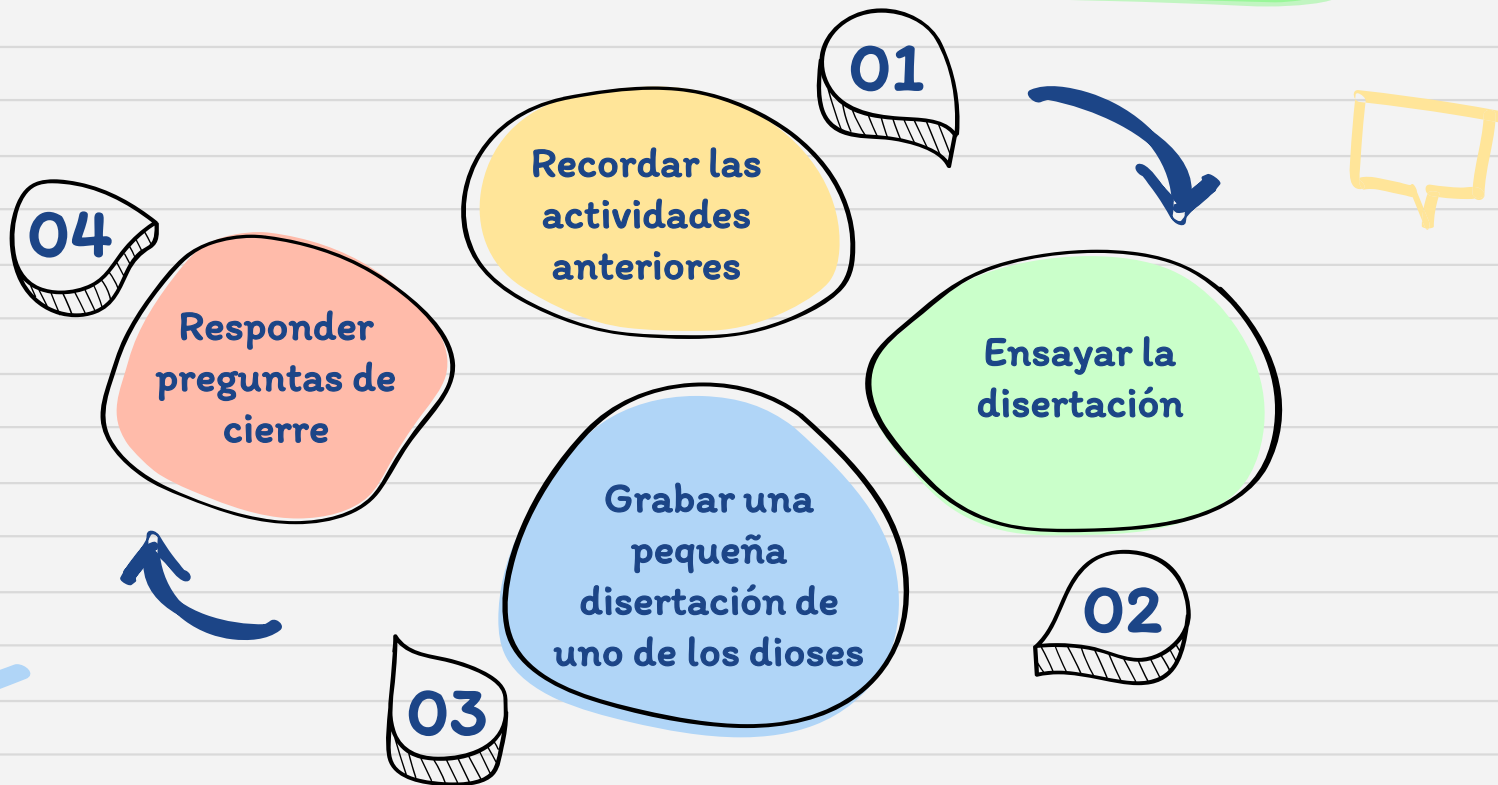 01
Recordar las
actividades
anteriores
02
Ensayar la
disertación
03
Grabar una
pequeña
disertación de
uno de los dioses
04
Responder
preguntas de
cierre